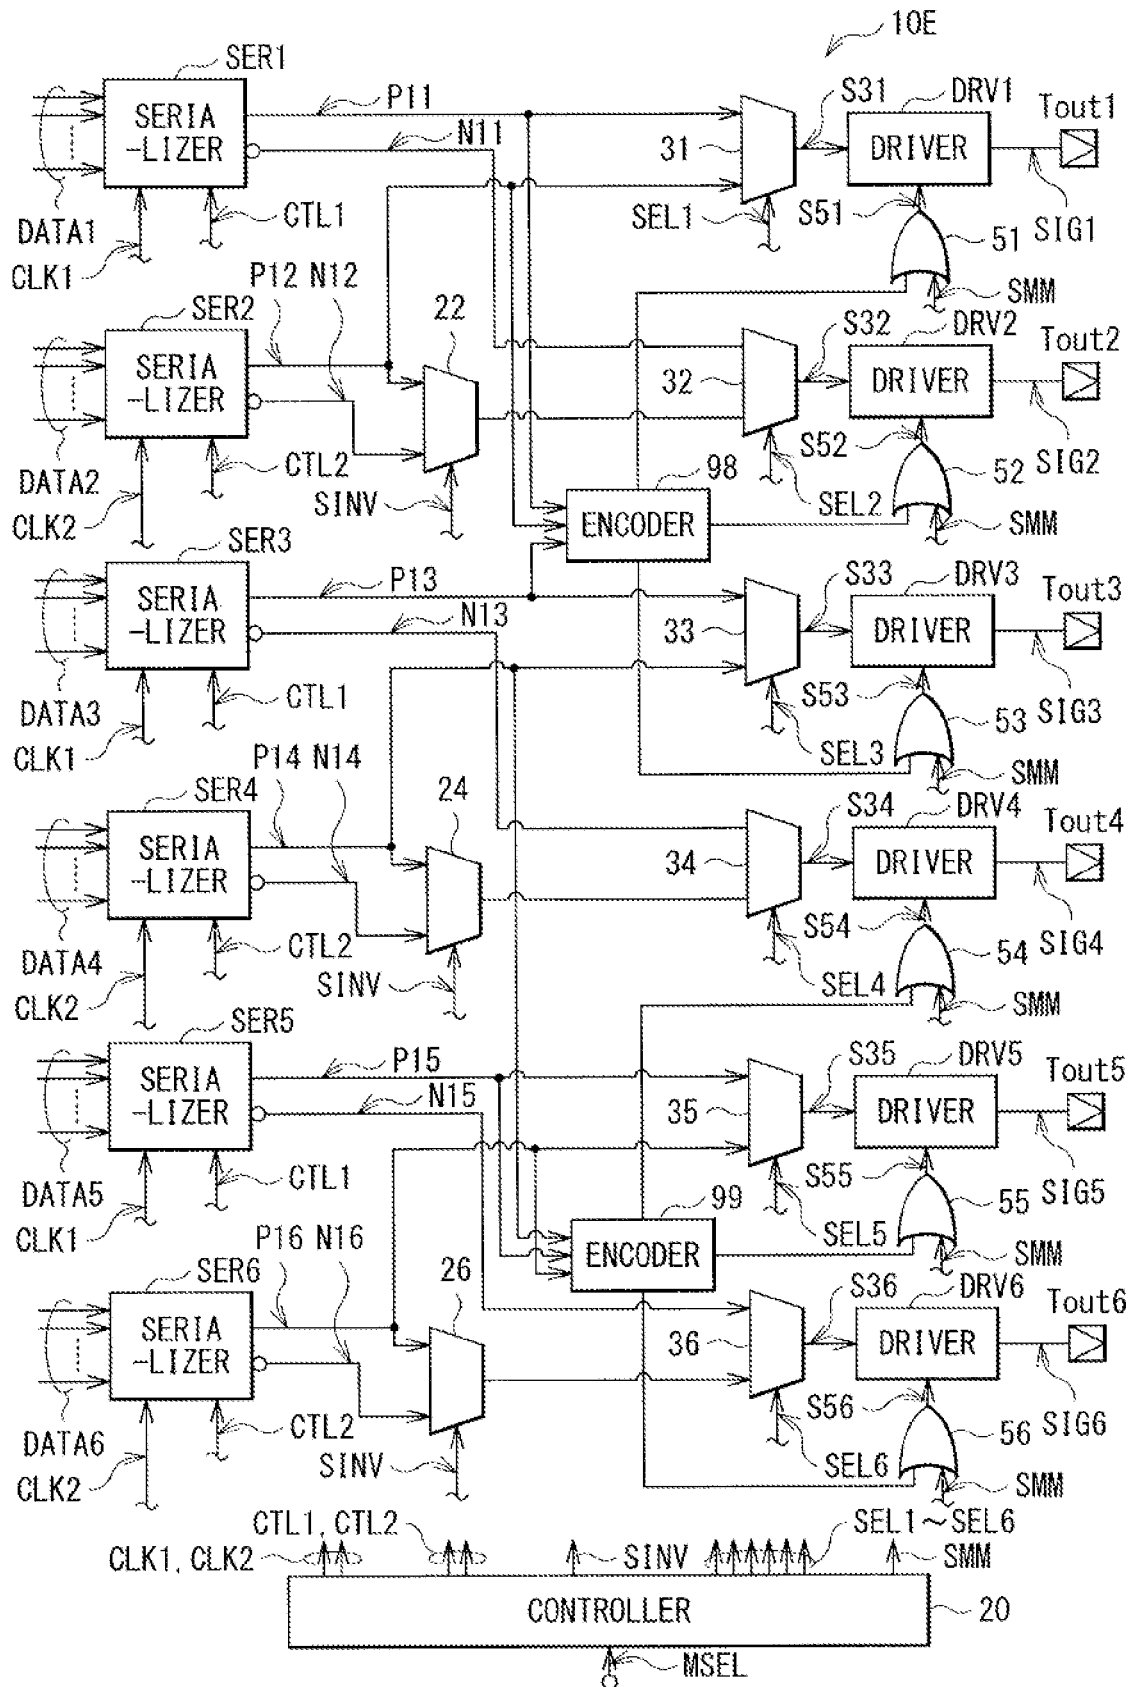 10E
SER1
SERIA
-LIZER
P11
N11
31
S31
DRV1
DRIVER
Tout1
DATA1
CLK1
CTL1
SEL1
S51
51
SIG1
SMM
P12 N12
SER2
SERIA
-LIZER
22
32
S32
DRV2
DRIVER
Tout2
DATA2
CLK2
CTL2
SINV
98
ENCODER
SEL2
S52
52
SIG2
SMM
SER3
SERIA
-LIZER
P13
N13
33
S33
DRV3
DRIVER
Tout3
DATA3
CLK1
CTL1
SEL3
S53
53
SIG3
SMM
P14 N14
SER4
SERIA
-LIZER
24
34
S34
DRV4
DRIVER
Tout4
DATA4
CLK2
CTL2
SINV
SEL4
S54
54
SIG4
SMM
SER5
SERIA
-LIZER
P15
N15
35
S35
DRV5
DRIVER
Tout5
DATA5
CLK1
CTL1
99
ENCODER
SEL5
S55
55
SIG5
SMM
P16 N16
SER6
SERIA
-LIZER
26
36
S36
DRV6
DRIVER
Tout6
DATA6
CLK2
CTL2
SINV
SEL6
S56
56
SIG6
SMM
CTL1, CTL2
CLK1, CLK2
SINV
SEL1~SEL6
SMM
CONTROLLER
20
MSEL